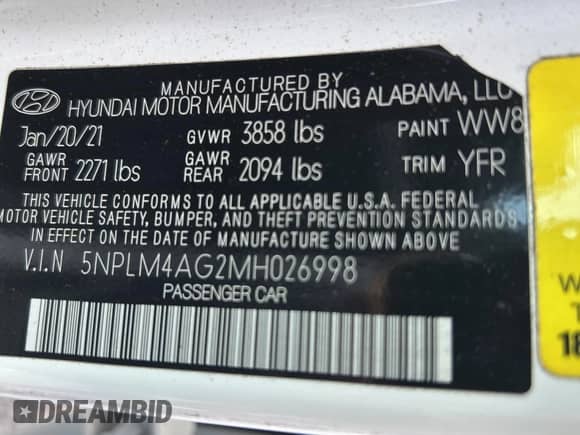 MANUFACTURED BY
HYUNDAI MOTOR MANUFACTURING ALABAMA, LLC
Jan/20/21 GVWR 3858 lbs PAINT WW8
GAWR FRONT 2271 lbs GAWR REAR 2094 lbs TRIM YFR
THIS VEHICLE CONFORMS TO ALL APPLICABLE U.S.A. FEDERAL
MOTOR VEHICLE SAFETY, BUMPER, AND THEFT PREVENTION STANDARDS
IN EFFECT ON THE DATE OF MANUFACTURE SHOWN ABOVE
V.I.N 5NPLM4AG2MH026998
PASSENGER CAR
W
18
DREAMBID